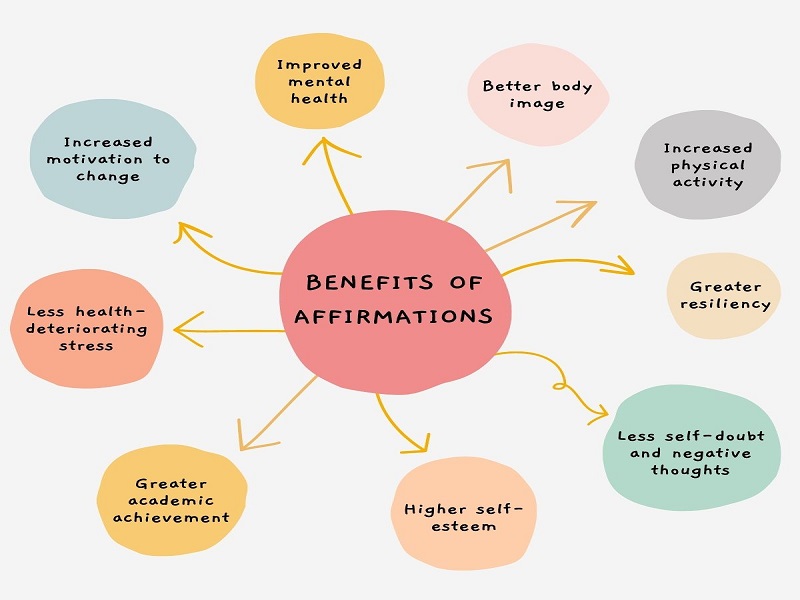 Improved
mental
health
Better body
image
Increased
motivation to
change
Increased
physical
activity
BENEFITS OF
AFFIRMATIONS
Greater
resiliency
Less health-
deteriorating
stress
Less self-doubt
and negative
thoughts
Greater
academic
achievement
Higher self-
esteem